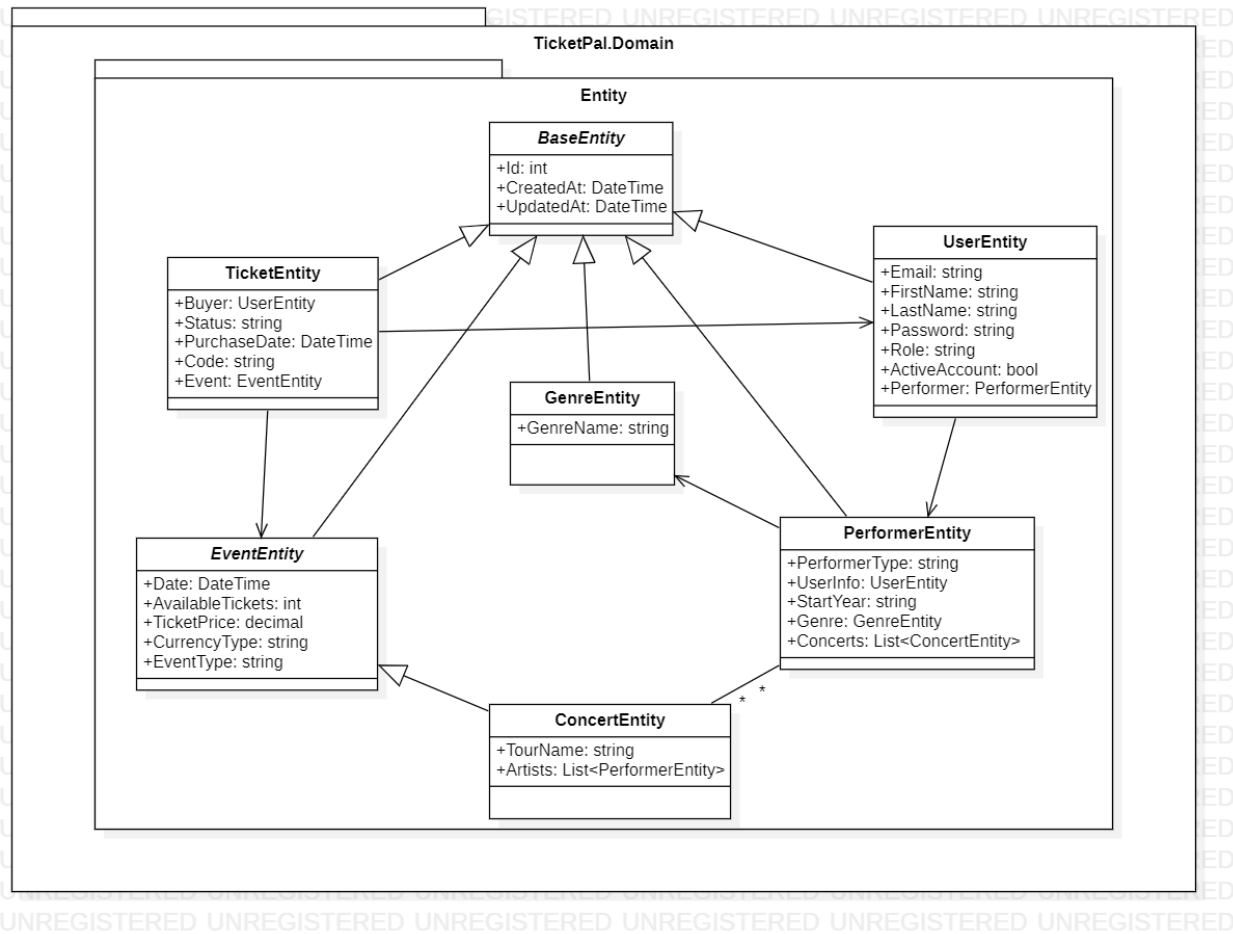 TicketPal.Domain
Entity
BaseEntity
+Id: int
+CreatedAt: DateTime
+UpdatedAt: DateTime
UserEntity
+Email: string
+FirstName: string
+LastName: string
+Password: string
+Role: string
+ActiveAccount: bool
+Performer: PerformerEntity
TicketEntity
+Buyer: UserEntity
+Status: string
+PurchaseDate: DateTime
+Code: string
+Event: EventEntity
GenreEntity
+GenreName: string
PerformerEntity
+PerformerType: string
+UserInfo: UserEntity
+StartYear: string
+Genre: GenreEntity
+Concerts: List<ConcertEntity>
EventEntity
+Date: DateTime
+AvailableTickets: int
+TicketPrice: decimal
+CurrencyType: string
+EventType: string
*
*
ConcertEntity
+TourName: string
+Artists: List<PerformerEntity>
UNREGISTERED UNREGISTERED UNREGISTERED UNREGISTERED UNREGISTERED UNREGISTERED